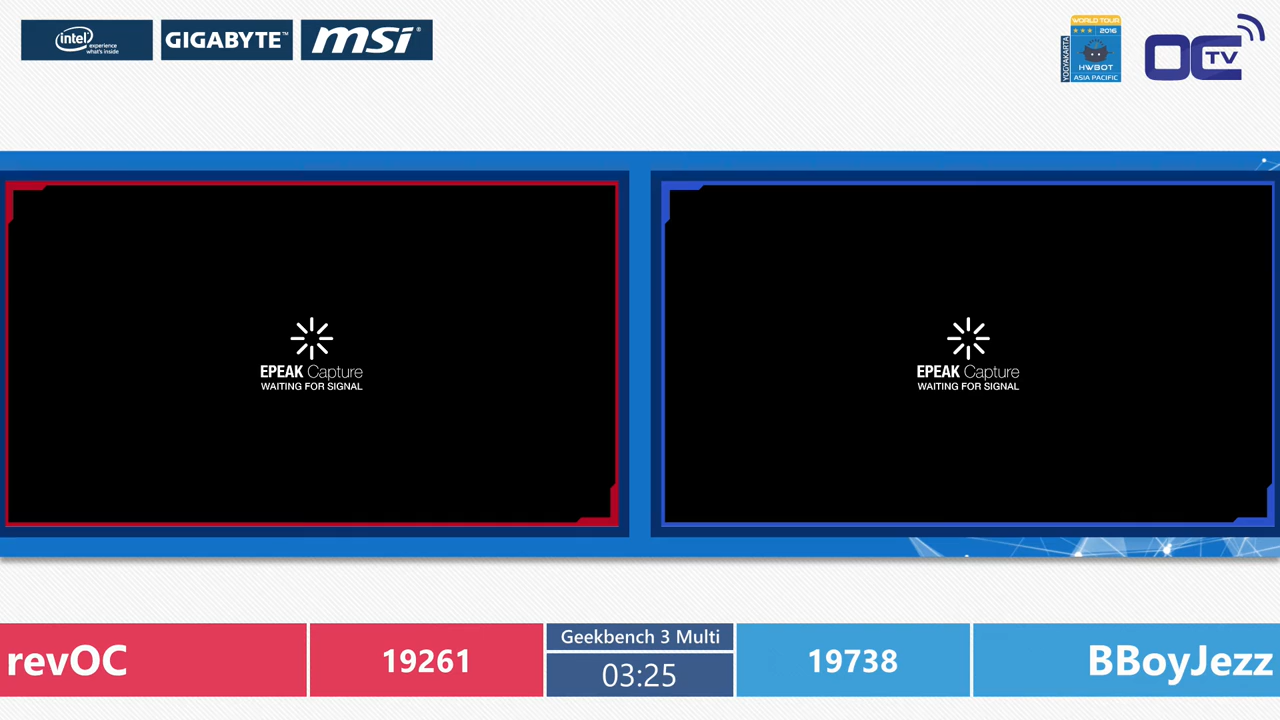 intel experience what's inside
GIGABYTE™
msi®
YOGYAKARTA
WORLD TOUR
2016
HWBOT
ASIA PACIFIC
OC TV
EPEAK Capture
WAITING FOR SIGNAL
EPEAK Capture
WAITING FOR SIGNAL
revOC
19261
Geekbench 3 Multi
03:25
19738
BBoyJezz